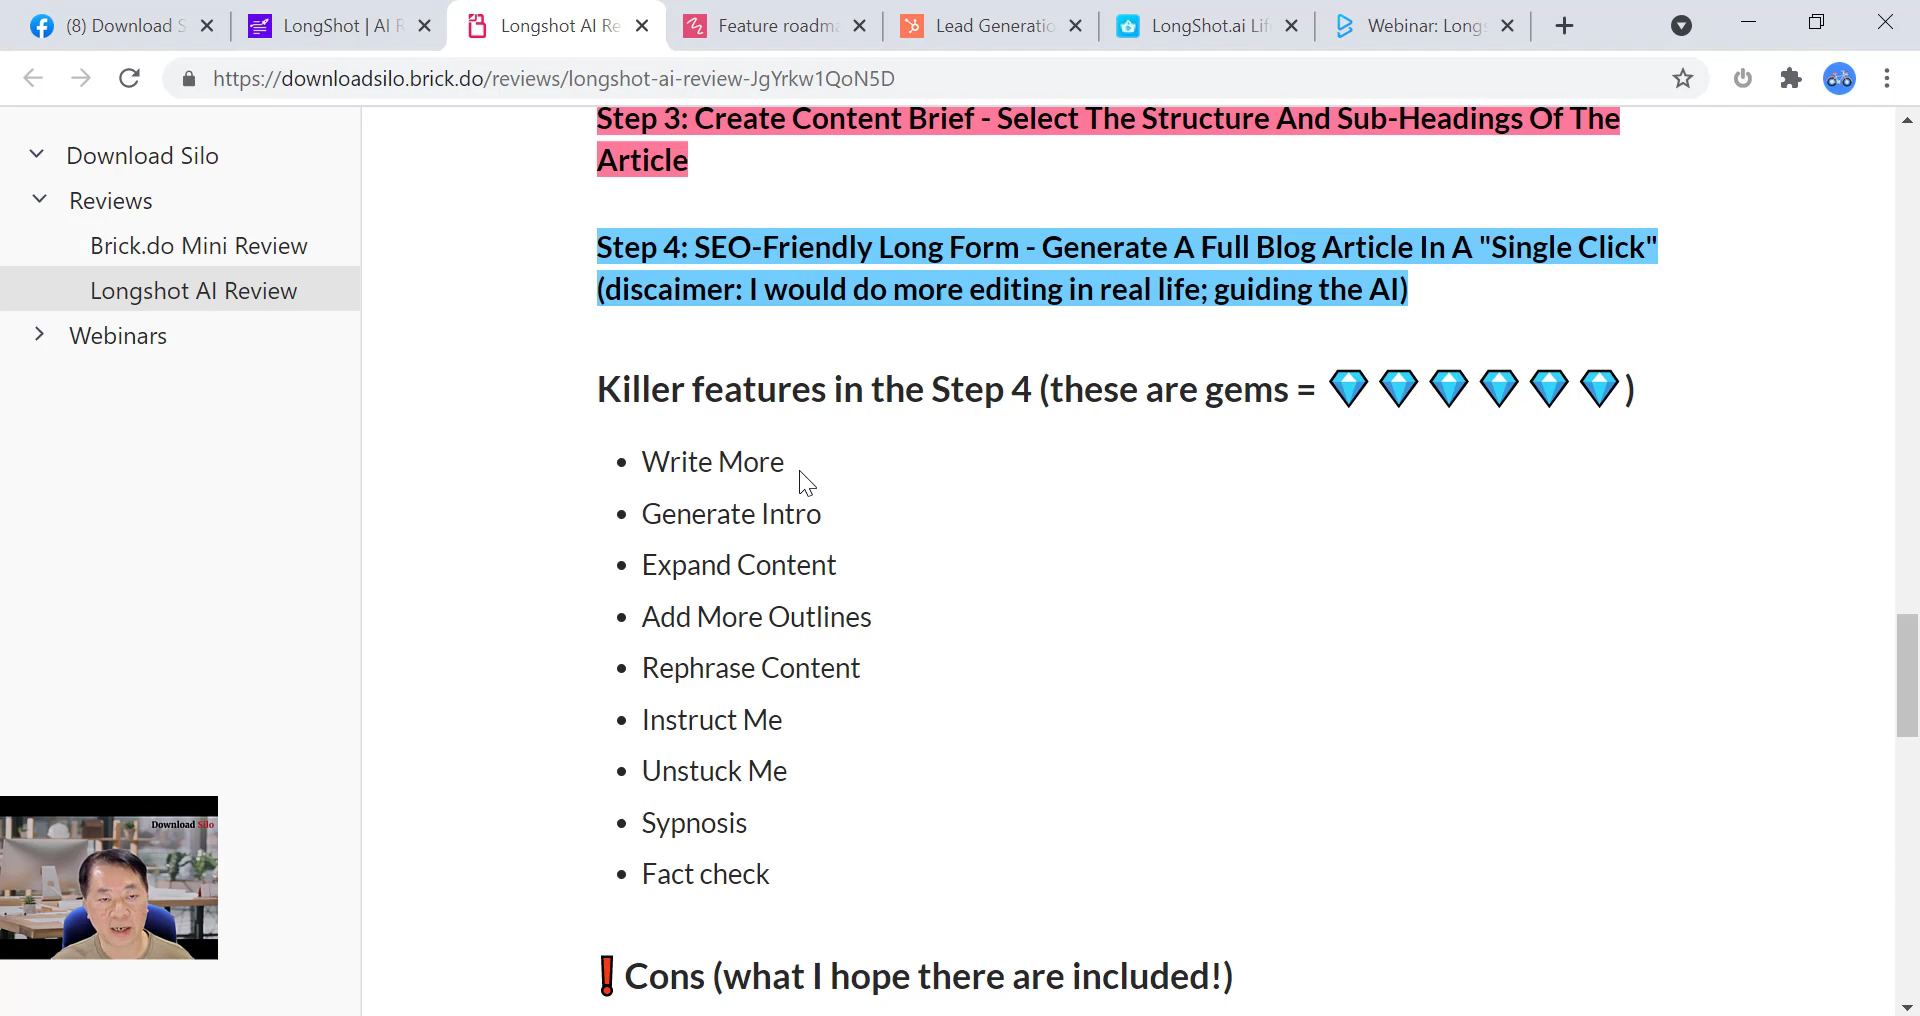 (8) Download S
LongShot | AI R
Longshot AI Re
Feature roadma
Lead Generatio
LongShot.ai Lif
Webinar: Longs
https://downloadsilo.brick.do/reviews/longshot-ai-review-JgYrkw1QoN5D
Download Silo
Reviews
Brick.do Mini Review
Longshot AI Review
Webinars
Step 3: Create Content Brief - Select The Structure And Sub-Headings Of The
Article
Step 4: SEO-Friendly Long Form - Generate A Full Blog Article In A "Single Click"
(discaimer: I would do more editing in real life; guiding the AI)
Killer features in the Step 4 (these are gems = 💎 💎 💎 💎 💎 💎 )
• Write More
• Generate Intro
• Expand Content
• Add More Outlines
• Rephrase Content
• Instruct Me
• Unstuck Me
• Sypnosis
• Fact check
❗ Cons (what I hope there are included!)
Download Silo